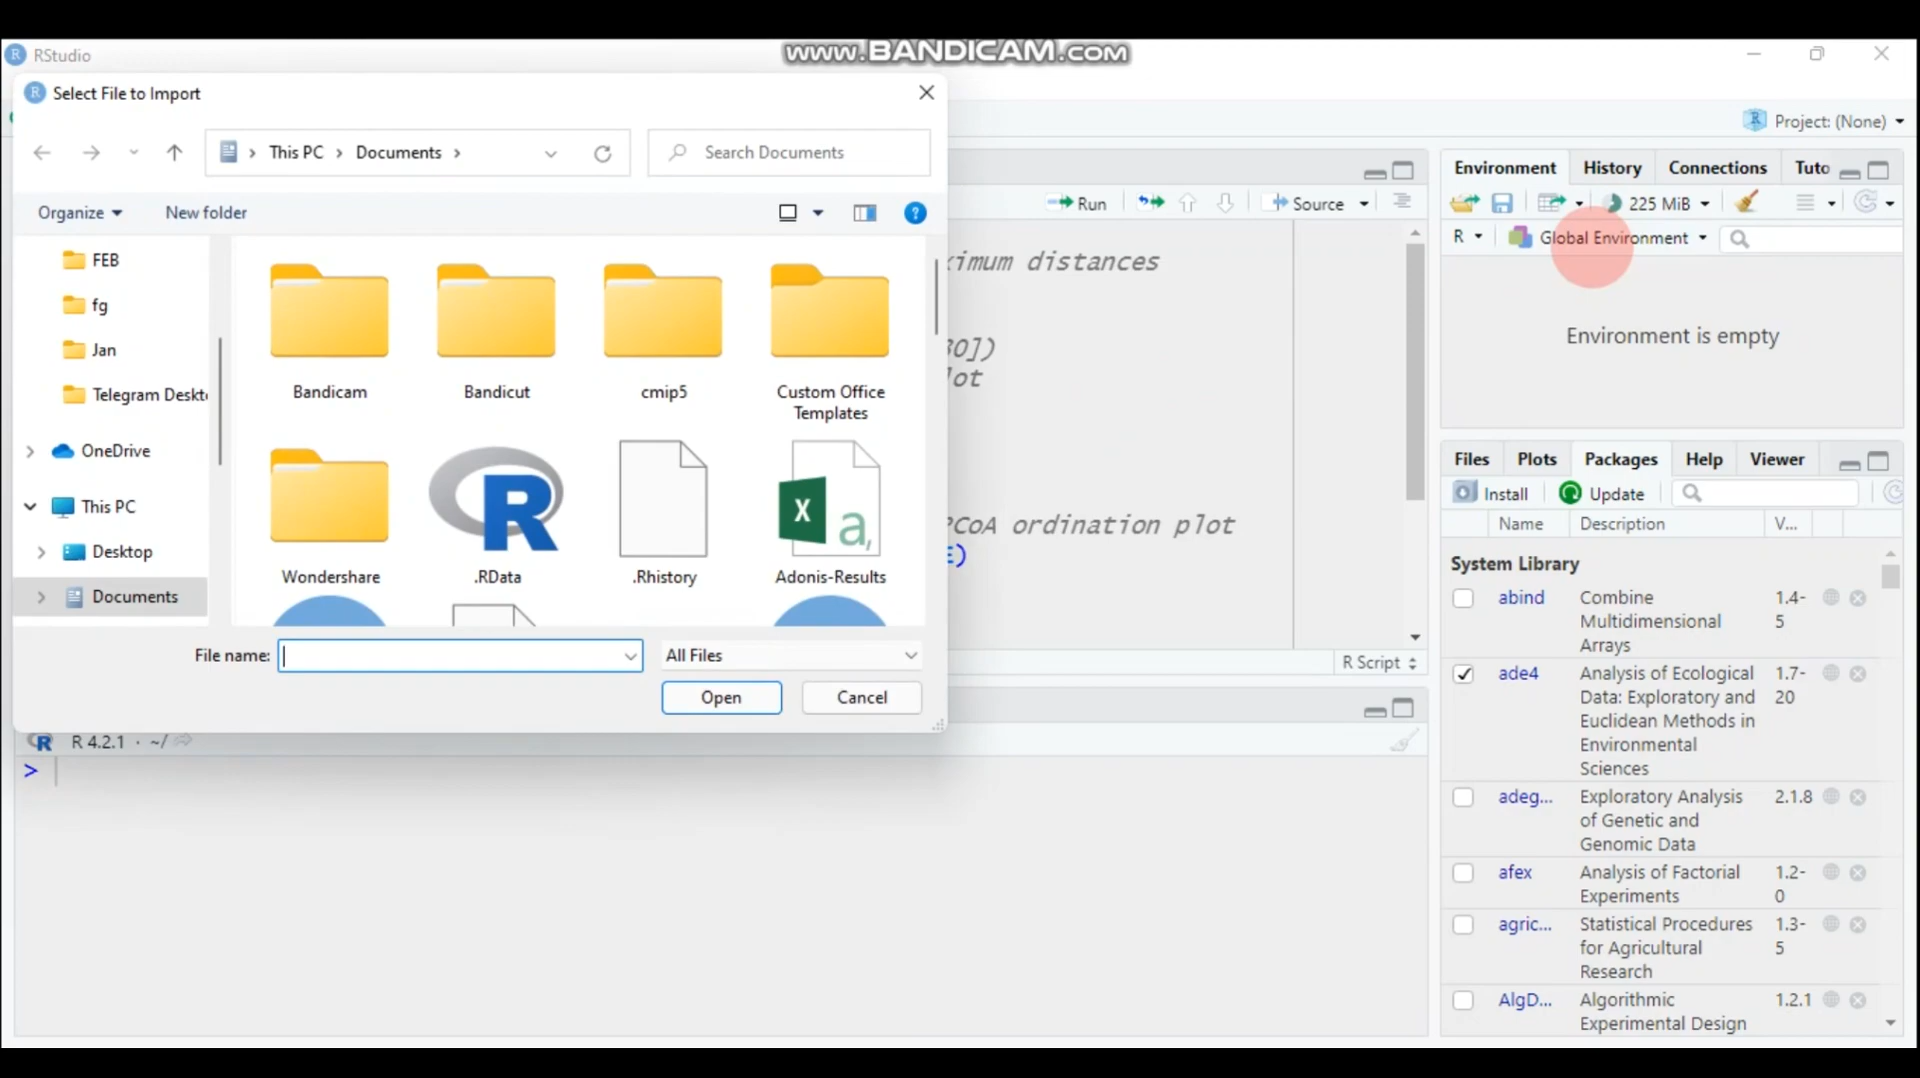 www.BANDICAM.com
RStudio
Select File to Import
This PC > Documents >
Search Documents
Project: (None)
Organize
New folder
FEB
fg
Jan
Telegram Deskt
OneDrive
This PC
Desktop
Documents
Bandicam
Bandicut
cmip5
Custom Office
Templates
Wondershare
.RData
.Rhistory
Adonis-Results
File name:
All Files
Open
Cancel
Run
Source
ximum distances
30])
lot
PCoA ordination plot
E)
R Script
R 4.2.1 · ~/
>
Environment
History
Connections
Tuto
225 MiB
R
Global Environment
Environment is empty
Files
Plots
Packages
Help
Viewer
Install
Update
Name
Description
V...
System Library
abind
Combine
Multidimensional
Arrays
1.4-
5
ade4
Analysis of Ecological
Data: Exploratory and
Euclidean Methods in
Environmental
Sciences
1.7-
20
adeg...
Exploratory Analysis
of Genetic and
Genomic Data
2.1.8
afex
Analysis of Factorial
Experiments
1.2-
0
agric...
Statistical Procedures
for Agricultural
Research
1.3-
5
AlgD...
Algorithmic
Experimental Design
1.2.1